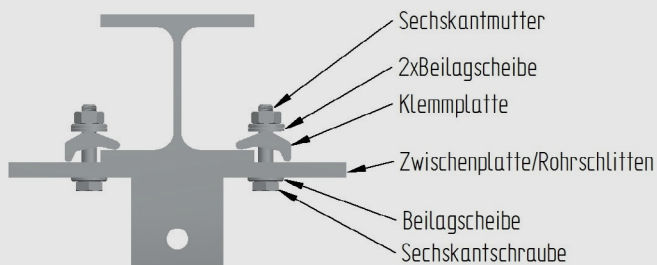 Sechskantmutter
2xBeilagscheibe
Klemmplatte
Zwischenplatte/Rohrschlitten
Beilagscheibe
Sechskantschraube